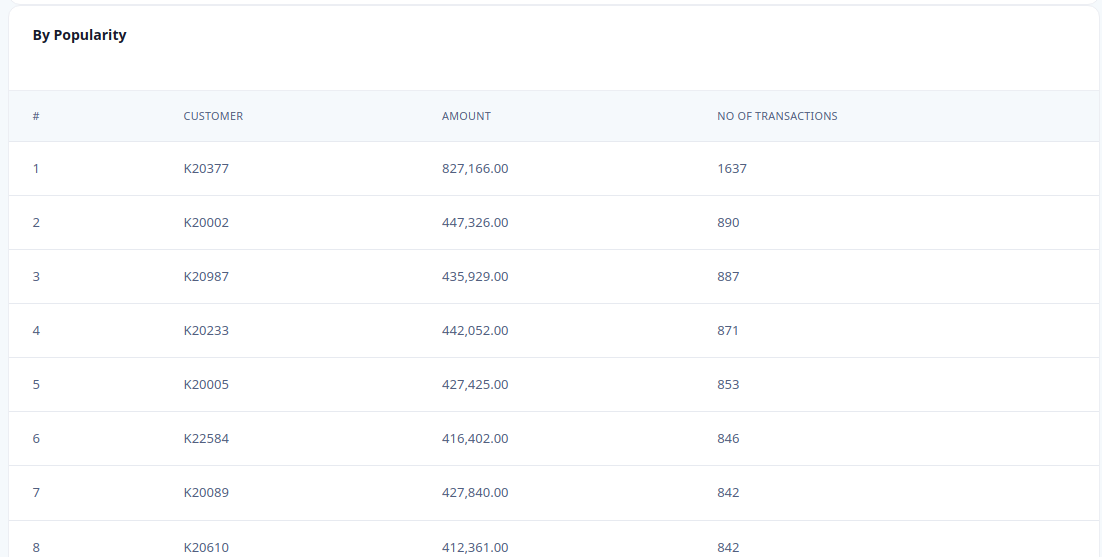 By Popularity
# CUSTOMER AMOUNT NO OF TRANSACTIONS
1 K20377 827,166.00 1637
2 K20002 447,326.00 890
3 K20987 435,929.00 887
4 K20233 442,052.00 871
5 K20005 427,425.00 853
6 K22584 416,402.00 846
7 K20089 427,840.00 842
8 K20610 412,361.00 842